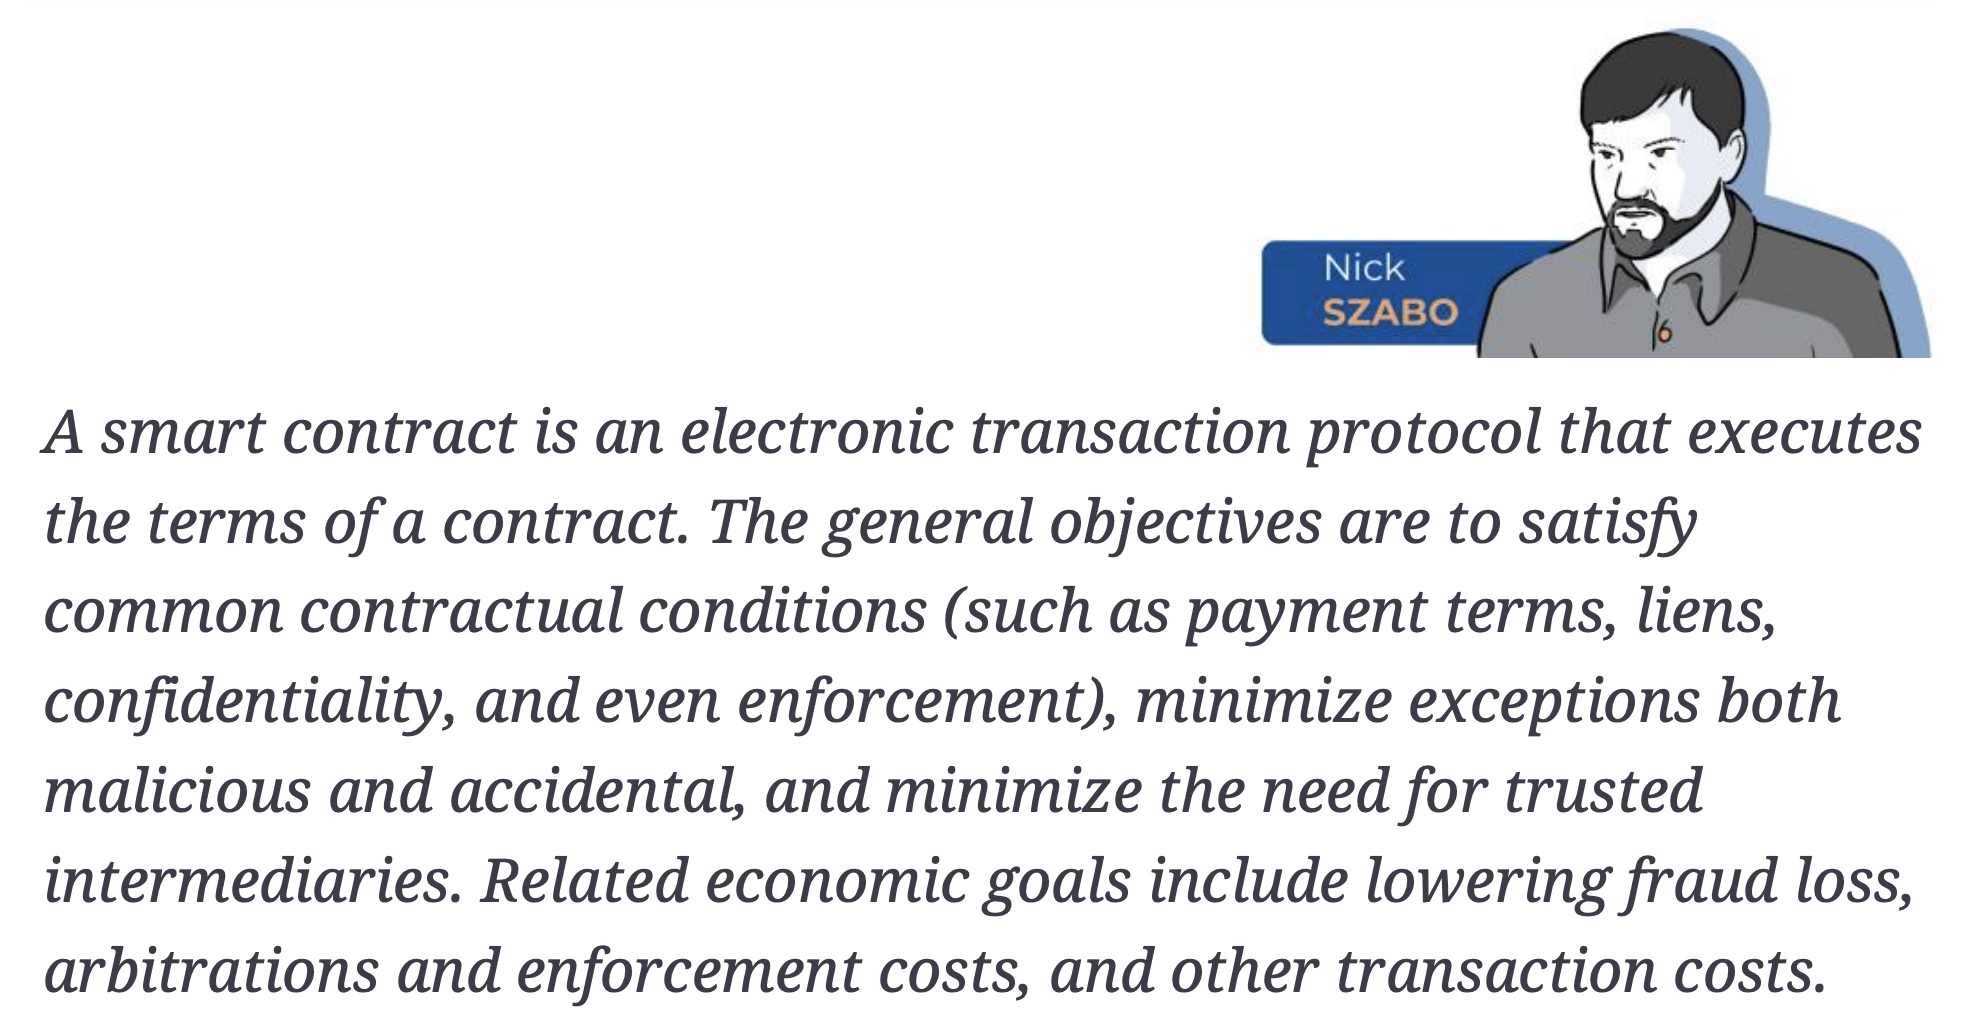 Nick
SZABO
A smart contract is an electronic transaction protocol that executes
the terms of a contract. The general objectives are to satisfy
common contractual conditions (such as payment terms, liens,
confidentiality, and even enforcement), minimize exceptions both
malicious and accidental, and minimize the need for trusted
intermediaries. Related economic goals include lowering fraud loss,
arbitrations and enforcement costs, and other transaction costs.